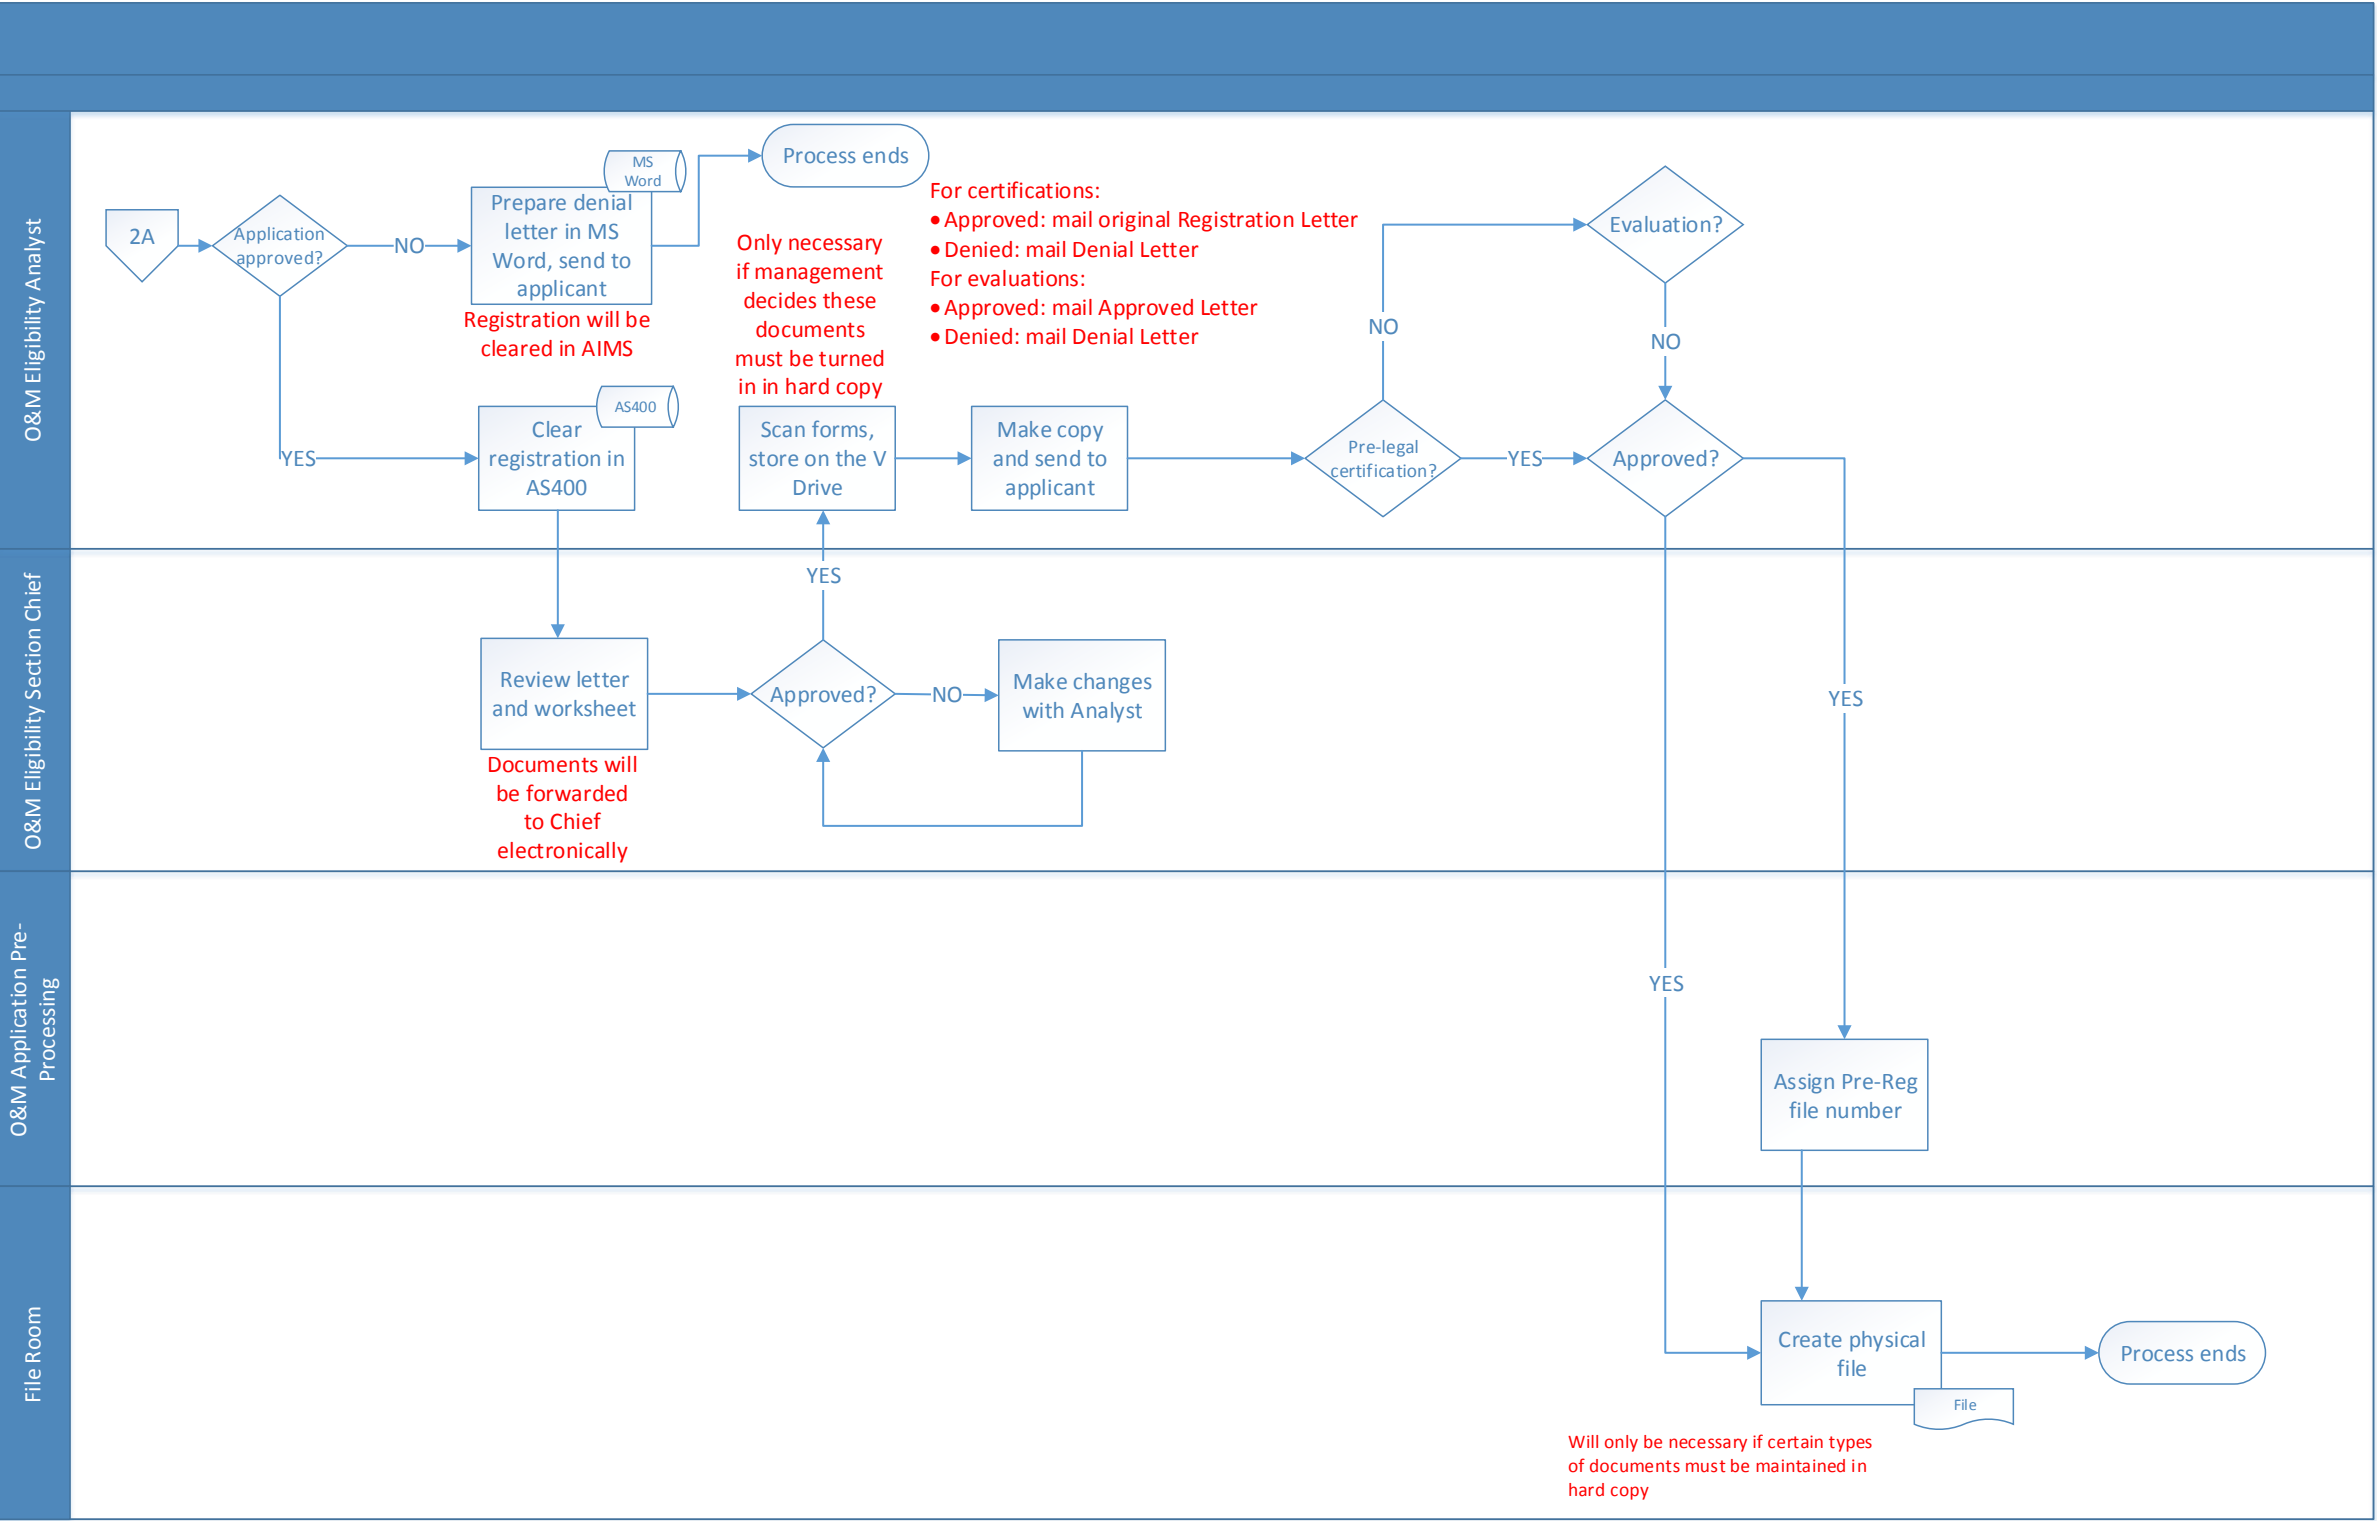 O&M Eligibility Analyst
2A
Application
approved?
NO
Prepare denial
letter in MS
Word, send to
applicant
MS
Word
Registration will be
cleared in AIMS
Process ends
YES
Clear
registration in
AS400
AS400
Only necessary
if management
decides these
documents
must be turned
in in hard copy
Scan forms,
store on the V
Drive
For certifications:
• Approved: mail original Registration Letter
• Denied: mail Denial Letter
For evaluations:
• Approved: mail Approved Letter
• Denied: mail Denial Letter
Make copy
and send to
applicant
Pre-legal
certification?
NO
Evaluation?
NO
YES
Approved?
O&M Eligibility Section Chief
Review letter
and worksheet
Documents will
be forwarded
to Chief
electronically
Approved?
YES
NO
Make changes
with Analyst
YES
O&M Application Pre-
Processing
YES
Assign Pre-Reg
file number
File Room
Create physical
file
File
Process ends
Will only be necessary if certain types
of documents must be maintained in
hard copy